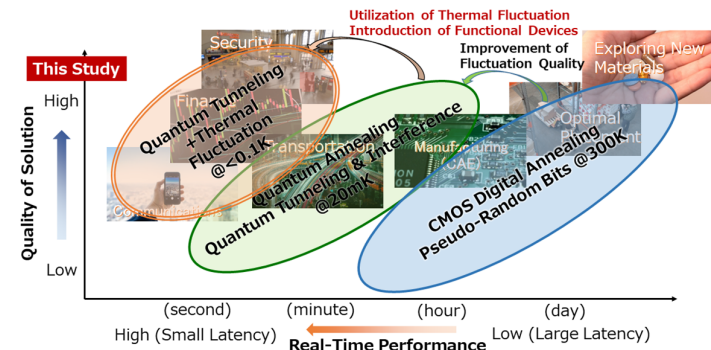 Utilization of Thermal Fluctuation
Introduction of Functional Devices
Improvement of
Fluctuation Quality
Exploring New
Materials
Security
This Study
High
Quality of Solution
Low
Quantum Tunneling
+Thermal
Fluctuation
@<0.1K
Transportation
Quantum Annealing
Quantum Tunneling & Interference
@20mK
Manufacturing
(CAE)
Optimal
CMOS Digital Annealing
Pseudo-Random Bits @300K
(second)
(minute)
(hour)
(day)
High (Small Latency)
Low (Large Latency)
Real-Time Performance